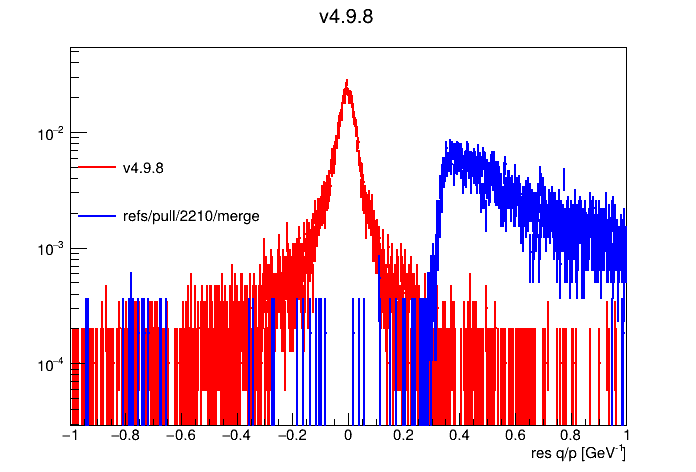 v4.9.8
10⁻²
v4.9.8
refs/pull/2210/merge
10⁻³
10⁻⁴
−1 −0.8 −0.6 −0.4 −0.2 0 0.2 0.4 0.6 0.8 1
res q/p [GeV⁻¹]